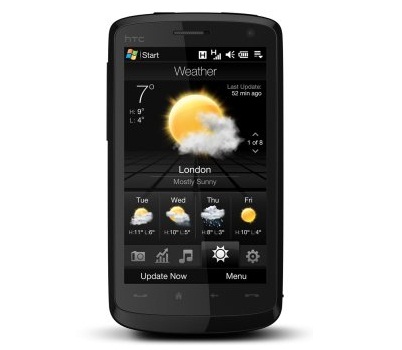 hTC
Start
Weather
7°
Last Update:
52 min ago
H: 9°
L: 4°
1 of 8
London
Mostly Sunny
Tue Wed Thu Fri
H:11° L:6° H:10° L:5° H:8° L:3° H:10° L:4°
Update Now Menu